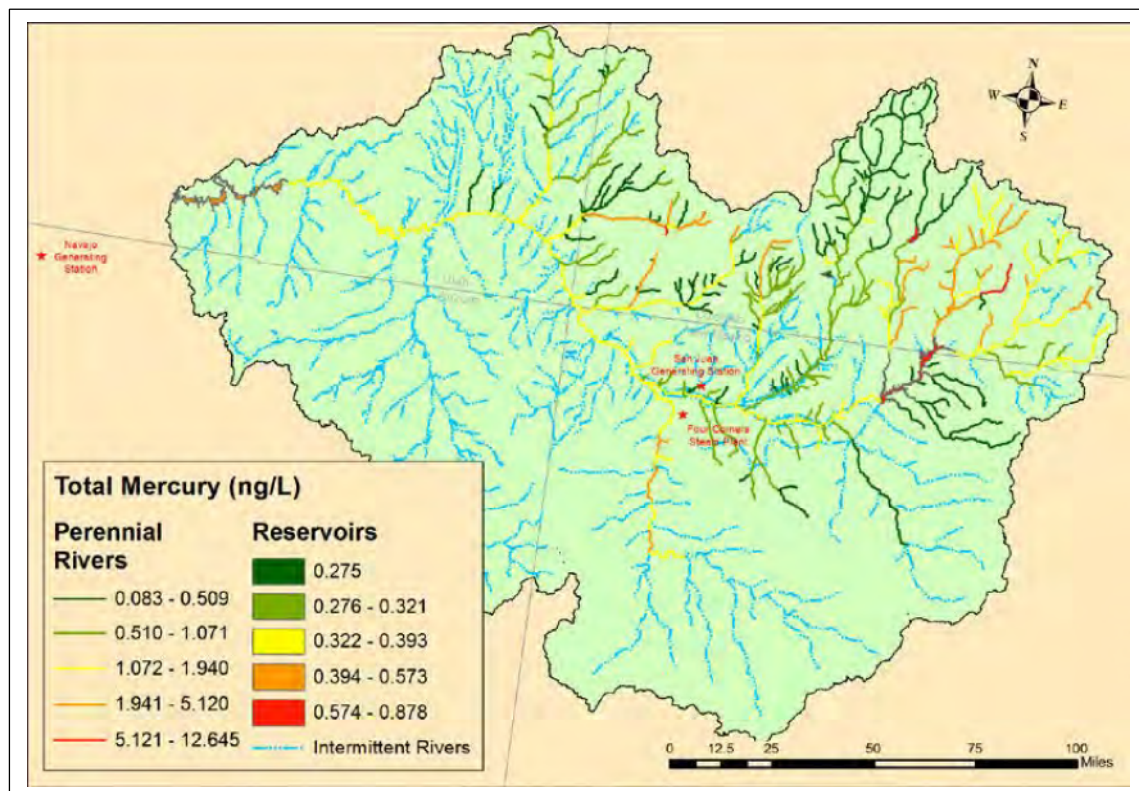 N
W E
S
Navajo
Generating
Station
Utah
San Juan
Generating Station
Four Corners
Steam Plant
Total Mercury (ng/L)
Perennial
Rivers
0.083 - 0.509
0.510 - 1.071
1.072 - 1.940
1.941 - 5.120
5.121 - 12.645
Reservoirs
0.275
0.276 - 0.321
0.322 - 0.393
0.394 - 0.573
0.574 - 0.878
Intermittent Rivers
0 12.5 25 50 75 100
Miles